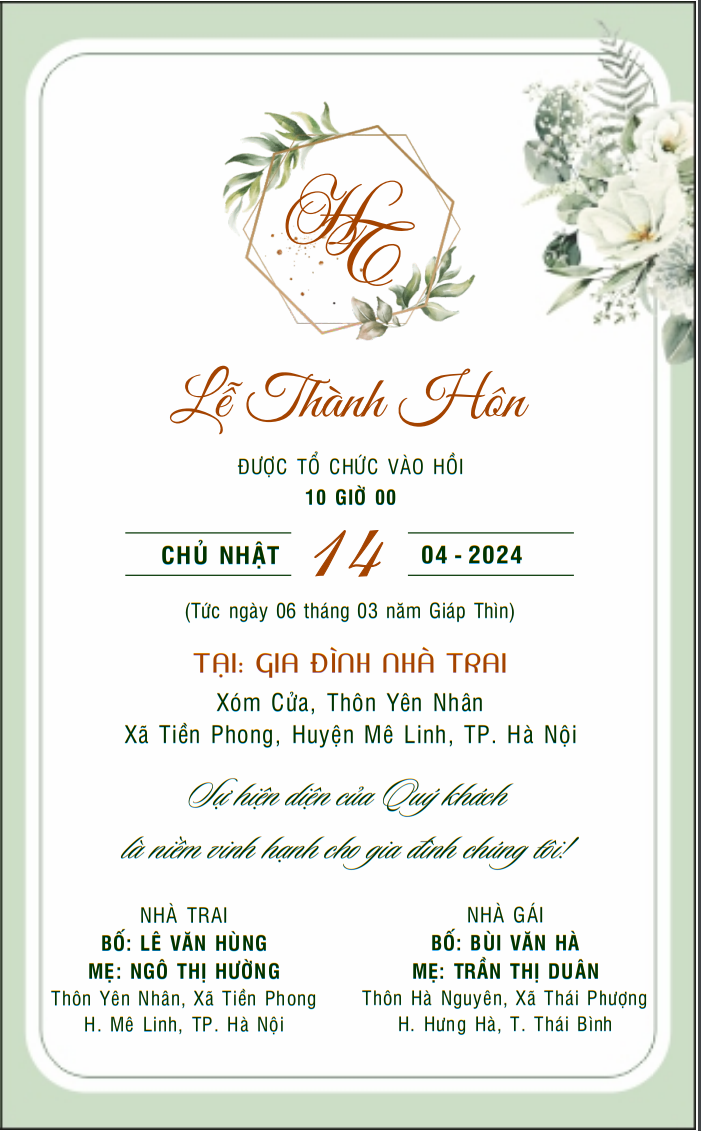 HT
Lễ Thành Hôn
ĐƯỢC TỔ CHỨC VÀO HỒI
10 GIỜ 00
CHỦ NHẬT 14 04 - 2024
(Tức ngày 06 tháng 03 năm Giáp Thìn)
TẠI: GIA ĐÌNH NHÀ TRAI
Xóm Cửa, Thôn Yên Nhân
Xã Tiền Phong, Huyện Mê Linh, TP. Hà Nội
Sự hiện diện của Quý khách
là niềm vinh hạnh cho gia đình chúng tôi!
NHÀ TRAI
BỐ: LÊ VĂN HÙNG
MẸ: NGÔ THỊ HƯỜNG
Thôn Yên Nhân, Xã Tiền Phong
H. Mê Linh, TP. Hà Nội
NHÀ GÁI
BỐ: BÙI VĂN HÀ
MẸ: TRẦN THỊ DUÂN
Thôn Hà Nguyên, Xã Thái Phượng
H. Hưng Hà, T. Thái Bình